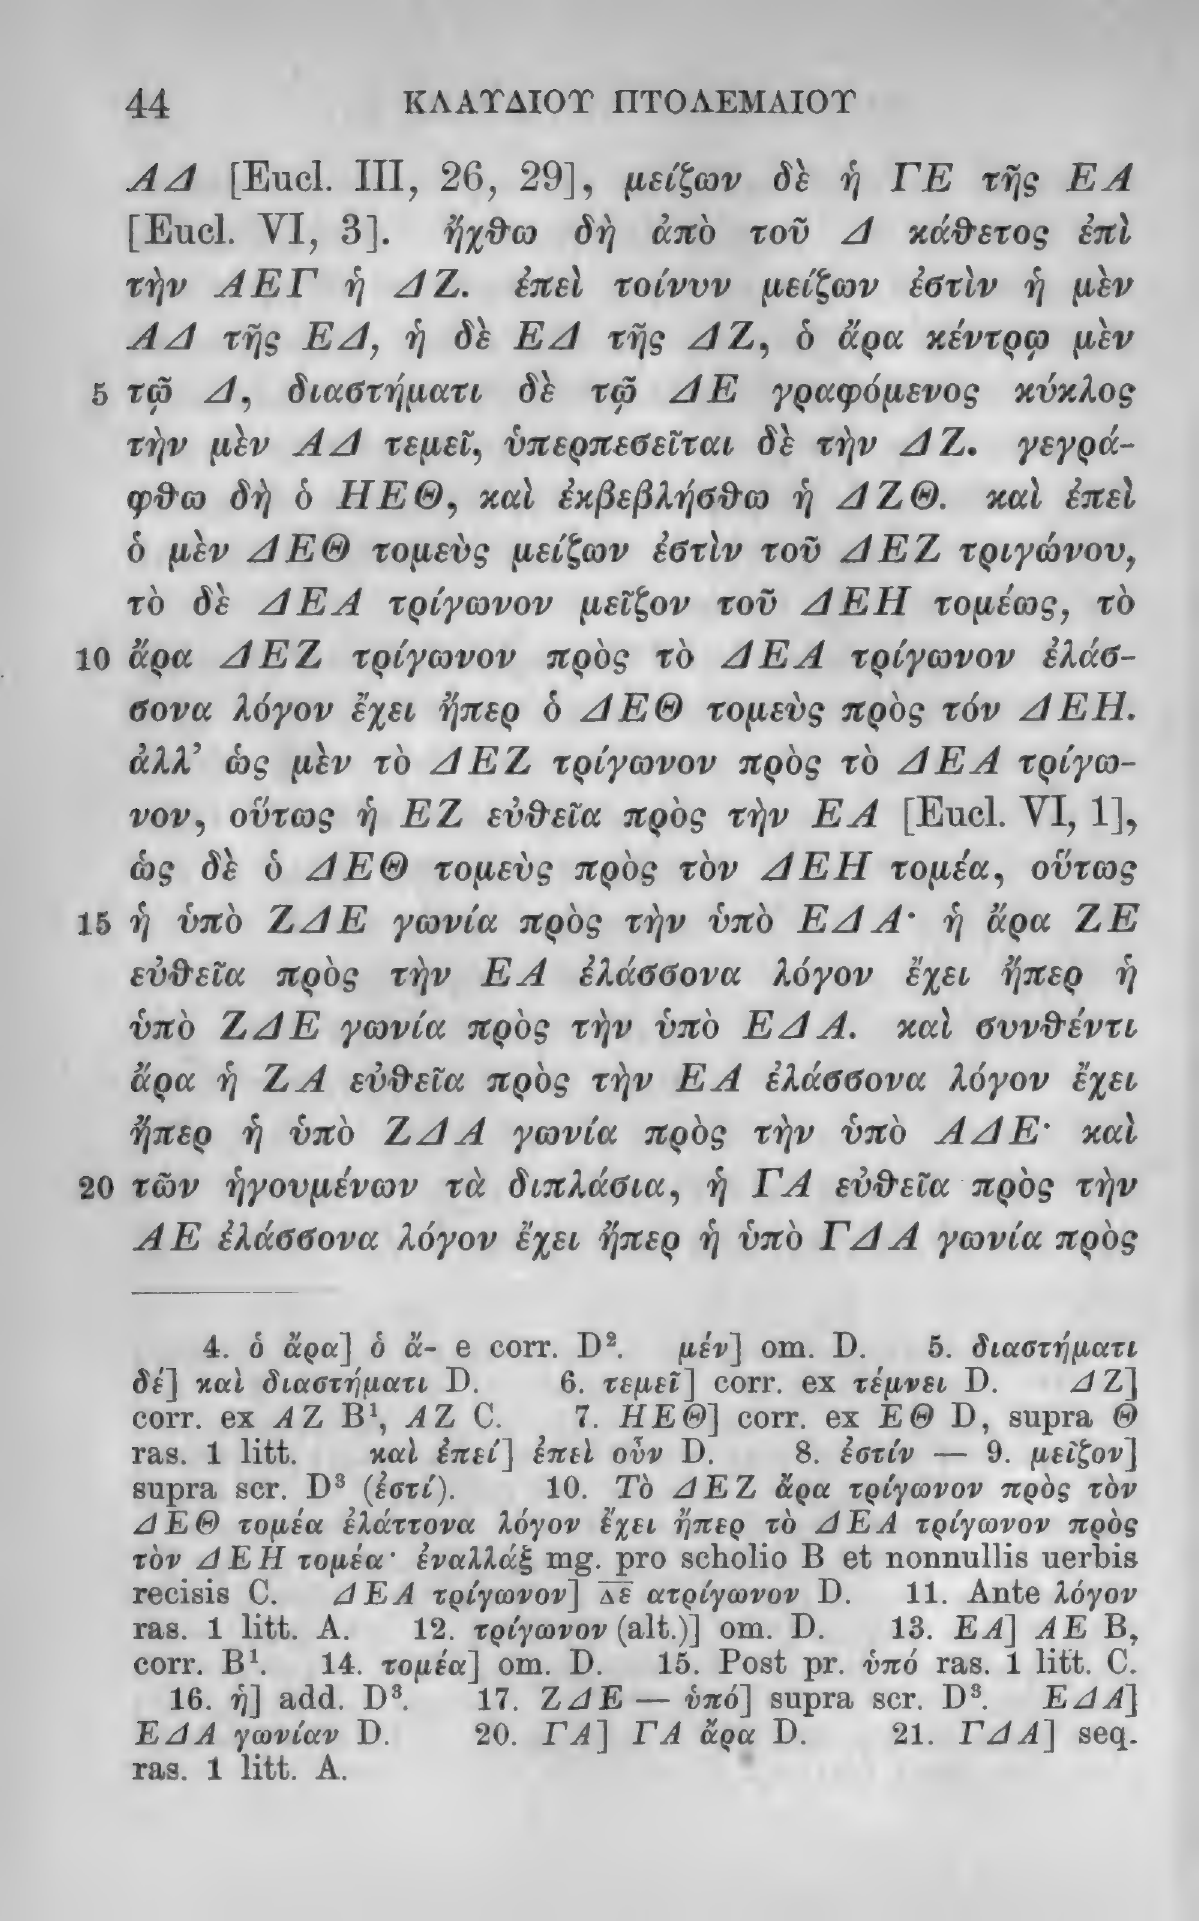 44 ΚΛΑΥΔΙΟΥ ΠΤΟΛΕΜΑΙΟΥ
ΑΔ [Eucl. III, 26, 29], μείζων δὲ ἡ ΓΕ τῆς ΕΑ
[Eucl. VI, 3]. ἤχθω δὴ ἀπὸ τοῦ Δ κάθετος ἐπὶ
τὴν ΑΕΓ ἡ ΔΖ. ἐπεὶ τοίνυν μείζων ἐστὶν ἡ μὲν
ΑΔ τῆς ΕΔ, ἡ δὲ ΕΔ τῆς ΔΖ, ὁ ἄρα κέντρῳ μὲν
5 τῷ Δ, διαστήματι δὲ τῷ ΔΕ γραφόμενος κύκλος
τὴν μὲν ΑΔ τεμεῖ, ὑπερπεσεῖται δὲ τὴν ΔΖ. γεγρά-
φθω δὴ ὁ ΗΕΘ, καὶ ἐκβεβλήσθω ἡ ΔΖΘ. καὶ ἐπεὶ
ὁ μὲν ΔΕΘ τομεὺς μείζων ἐστὶν τοῦ ΔΕΖ τριγώνου,
τὸ δὲ ΔΕΑ τρίγωνον μεῖζον τοῦ ΔΕΗ τομέως, τὸ
10 ἄρα ΔΕΖ τρίγωνον πρὸς τὸ ΔΕΑ τρίγωνον ἐλάσ-
σονα λόγον ἔχει ἤπερ ὁ ΔΕΘ τομεὺς πρὸς τόν ΔΕΗ.
ἀλλ’ ὡς μὲν τὸ ΔΕΖ τρίγωνον πρὸς τὸ ΔΕΑ τρίγω-
νον, οὕτως ἡ ΕΖ εὐθεῖα πρὸς τὴν ΕΑ [Eucl. VI, 1],
ὡς δὲ ὁ ΔΕΘ τομεὺς πρὸς τὸν ΔΕΗ τομέα, οὕτως
15 ἡ ὑπὸ ΖΔΕ γωνία πρὸς τὴν ὑπὸ ΕΔΑ· ἡ ἄρα ΖΕ
εὐθεῖα πρὸς τὴν ΕΑ ἐλάσσονα λόγον ἔχει ἤπερ ἡ
ὑπὸ ΖΔΕ γωνία πρὸς τὴν ὑπὸ ΕΔΑ. καὶ συνθέντι
ἄρα ἡ ΖΑ εὐθεῖα πρὸς τὴν ΕΑ ἐλάσσονα λόγον ἔχει
ἤπερ ἡ ὑπὸ ΖΔΑ γωνία πρὸς τὴν ὑπὸ ΑΔΕ· καὶ
20 τῶν ἡγουμένων τὰ διπλάσια, ἡ ΓΑ εὐθεῖα πρὸς τὴν
ΑΕ ἐλάσσονα λόγον ἔχει ἤπερ ἡ ὑπὸ ΓΔΑ γωνία πρὸς
4. ὁ ἄρα] ὁ ἄ- e corr. D². μέν] om. D. 5. διαστήματι
δέ] καὶ διαστήματι D. 6. τεμεῖ] corr. ex τέμνει D. ΔΖ]
corr. ex ΑΖ B¹, ΑΖ C. 7. ΗΕΘ] corr. ex ΕΘ D, supra Θ
ras. 1 litt. καὶ ἐπεί] ἐπεὶ οὖν D. 8. ἐστίν — 9. μεῖζον]
supra scr. D³ (ἐστί). 10. Τὸ ΔΕΖ ἄρα τρίγωνον πρὸς τὸν
ΔΕΘ τομέα ἐλάττονα λόγον ἔχει ἤπερ τὸ ΔΕΑ τρίγωνον πρὸς
τὸν ΔΕΗ τομέα· ἐναλλάξ mg. pro scholio B et nonnullis uerbis
recisis C. ΔΕΑ τρίγωνον] Δ̅Ε̅ ατρίγωνον D. 11. Ante λόγον
ras. 1 litt. A. 12. τρίγωνον (alt.)] om. D. 13. ΕΑ] ΑΕ B,
corr. B¹. 14. τομέα] om. D. 15. Post pr. ὑπό ras. 1 litt. C.
16. ἡ] add. D³. 17. ΖΔΕ — ὑπό] supra scr. D³. ΕΔΑ]
ΕΔΑ γωνίαν D. 20. ΓΑ] ΓΑ ἄρα D. 21. ΓΔΑ] seq.
ras. 1 litt. A.